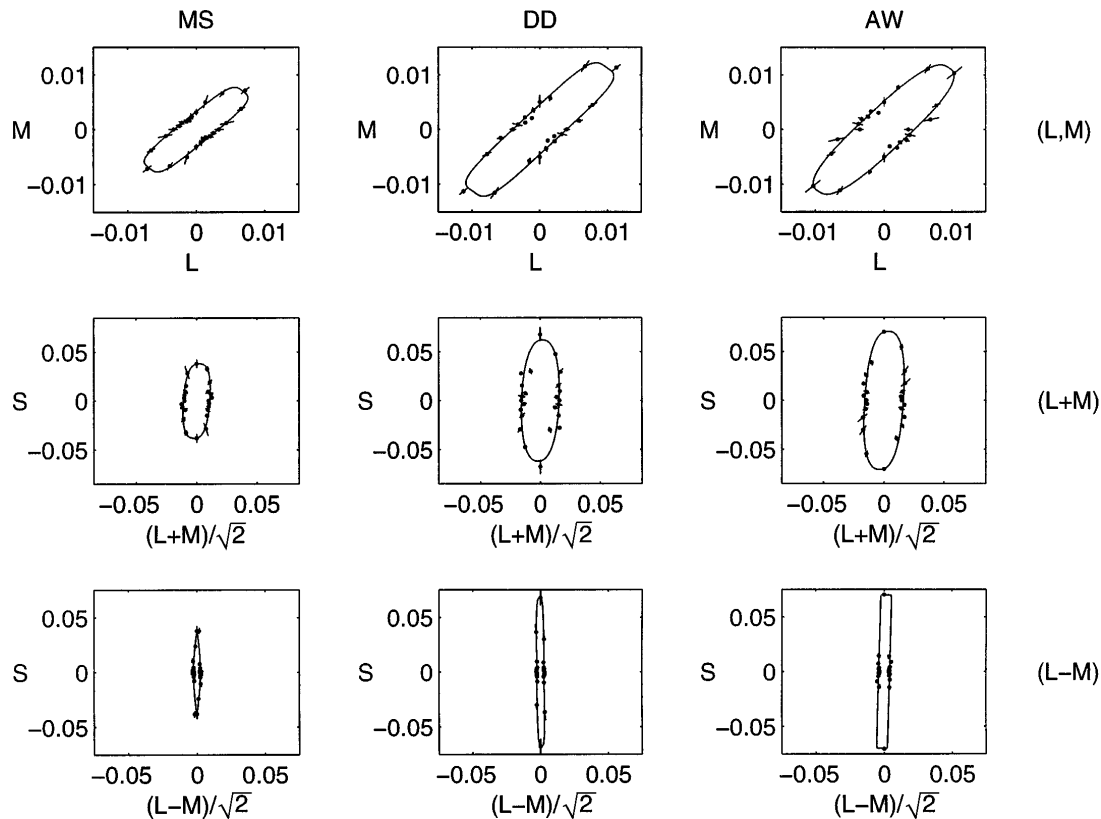 MS DD AW
0.01 0.01 0.01
M 0 M 0 M 0 (L,M)
−0.01 −0.01 −0.01
−0.01 0 0.01 −0.01 0 0.01 −0.01 0 0.01
L L L
0.05 0.05 0.05
S 0 S 0 S 0 (L+M)
−0.05 −0.05 −0.05
−0.05 0 0.05 −0.05 0 0.05 −0.05 0 0.05
(L+M)/√2 (L+M)/√2 (L+M)/√2
0.05 0.05 0.05
S 0 S 0 S 0 (L−M)
−0.05 −0.05 −0.05
−0.05 0 0.05 −0.05 0 0.05 −0.05 0 0.05
(L−M)/√2 (L−M)/√2 (L−M)/√2